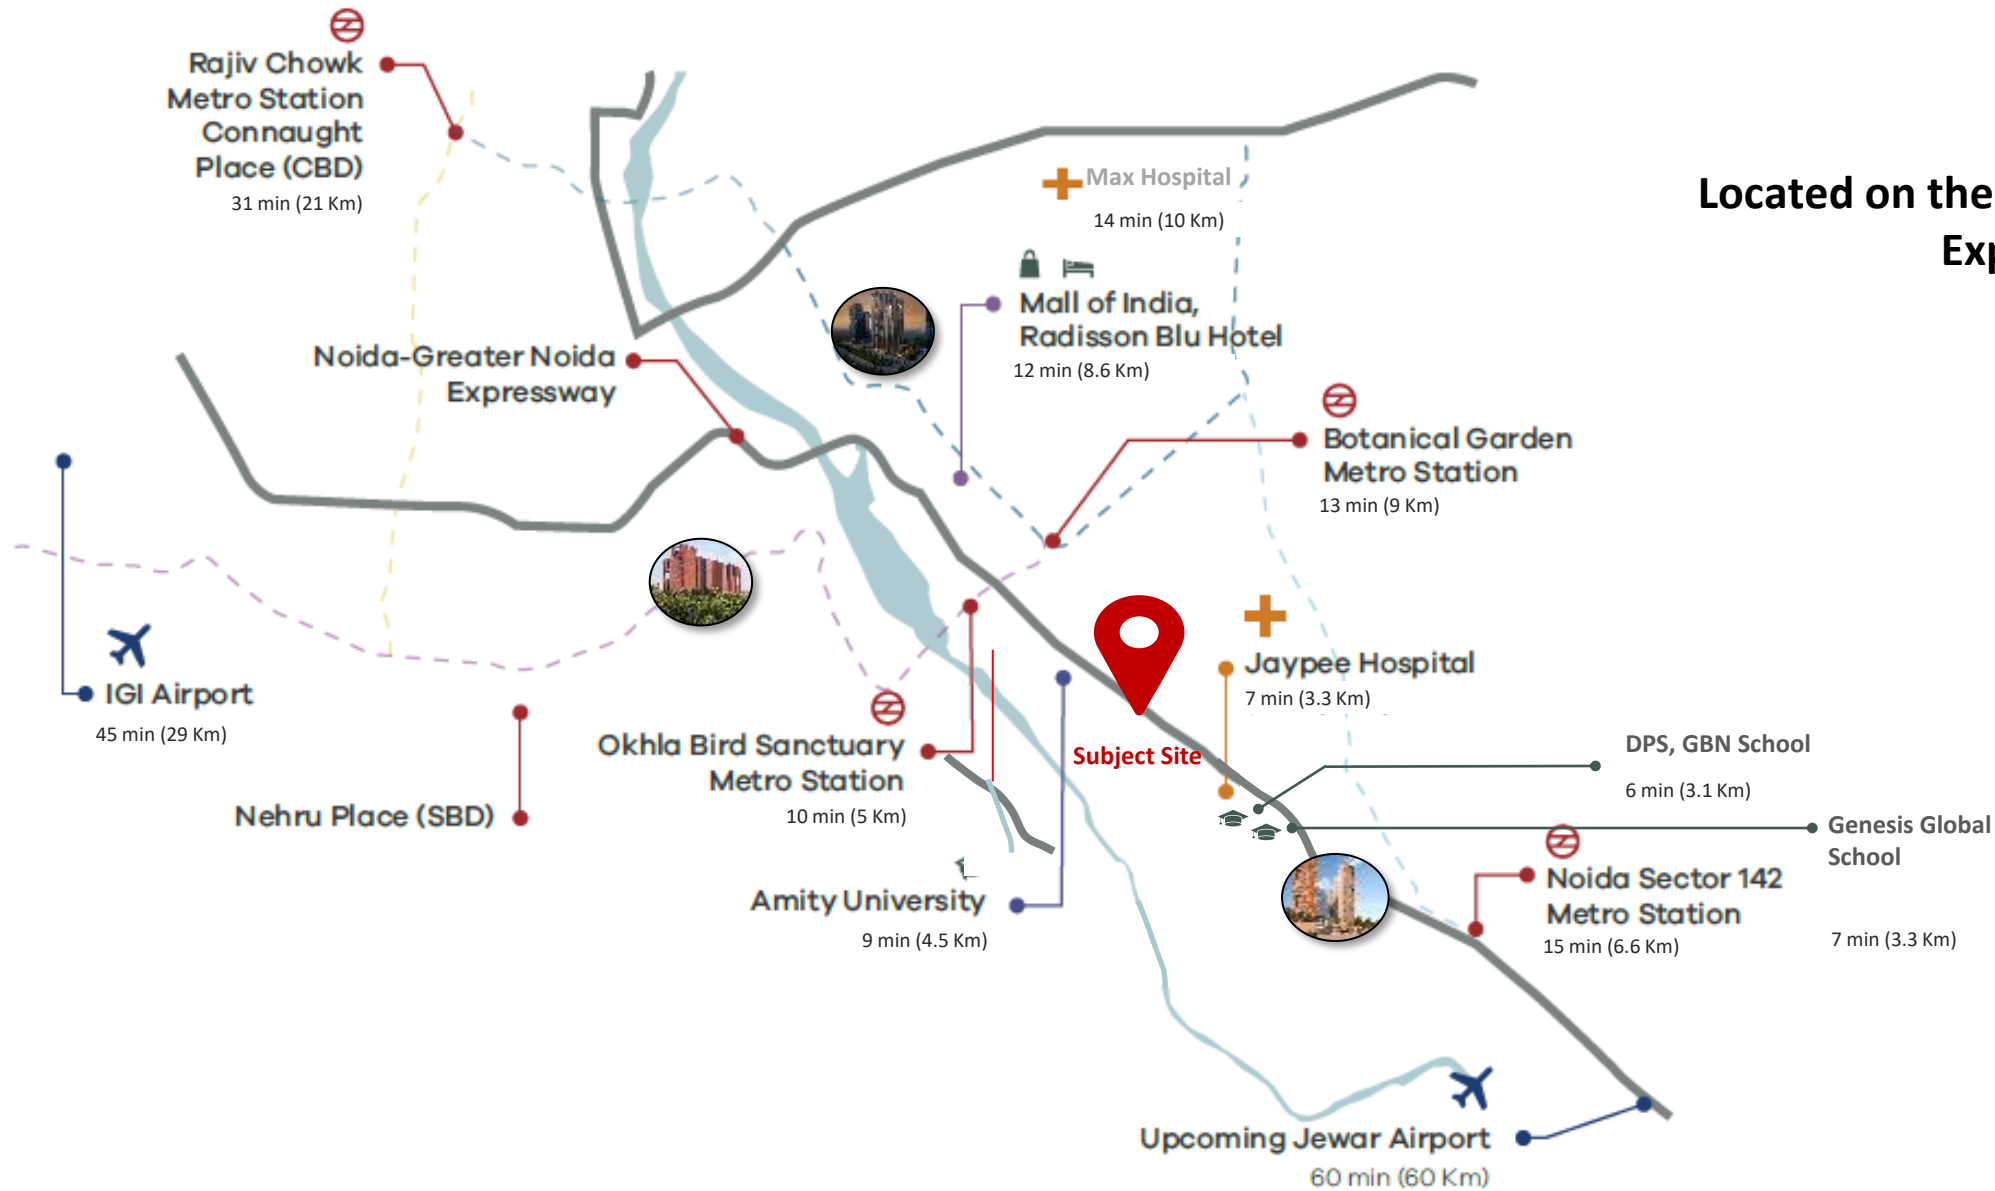 Rajiv Chowk
Metro Station
Connaught
Place (CBD)
31 min (21 Km)
Max Hospital
14 min (10 Km)
Located on the
Mall of India,
Radisson Blu Hotel
12 min (8.6 Km)
Noida-Greater Noida
Expressway
Botanical Garden
Metro Station
13 min (9 Km)
IGI Airport
45 min (29 Km)
Jaypee Hospital
7 min (3.3 Km)
Okhla Bird Sanctuary
Metro Station
10 min (5 Km)
Subject Site
DPS, GBN School
6 min (3.1 Km)
Nehru Place (SBD)
Genesis Global
School
7 min (3.3 Km)
Amity University
9 min (4.5 Km)
Noida Sector 142
Metro Station
15 min (6.6 Km)
Upcoming Jewar Airport
60 min (60 Km)